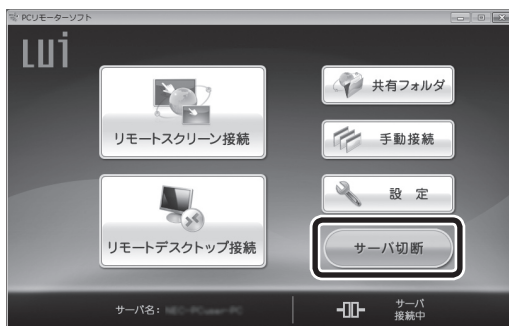 PCリモーターソフト
Lui
リモートスクリーン接続
共有フォルダ
手動接続
設 定
リモートデスクトップ接続
サーバ切断
サーバ名：
サーバ
接続中